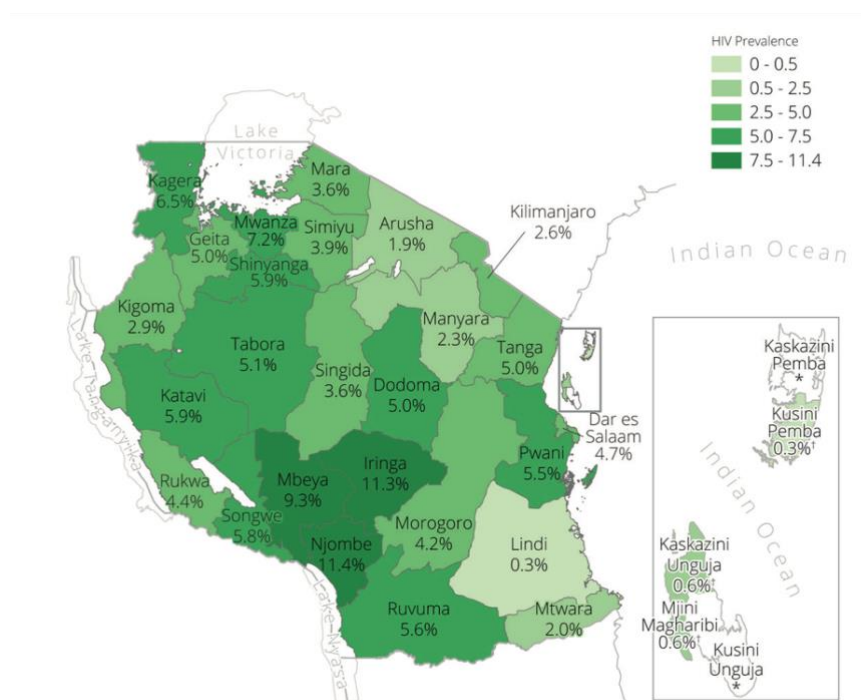 HIV Prevalence
0 - 0.5
0.5 - 2.5
2.5 - 5.0
5.0 - 7.5
7.5 - 11.4
Lake
Victoria
Kagera
6.5%
Mara
3.6%
Mwanza
7.2%
Simiyu
3.9%
Arusha
1.9%
Kilimanjaro
2.6%
Geita
5.0%
Shinyanga
5.9%
Indian Ocean
Kigoma
2.9%
Tabora
5.1%
Manyara
2.3%
Tanga
5.0%
Singida
3.6%
Dodoma
5.0%
Katavi
5.9%
Lake Tanganyika
Dar es
Salaam
4.7%
Pwani
5.5%
Iringa
11.3%
Mbeya
9.3%
Rukwa
4.4%
Songwe
5.8%
Morogoro
4.2%
Njombe
11.4%
Lindi
0.3%
Ruvuma
5.6%
Mtwara
2.0%
Lake Nyasa
Kaskazini
Pemba
*
Kusini
Pemba
0.3%†
Indian Ocean
Kaskazini
Unguja
0.6%†
Mjini
Magharibi
0.6%†
Kusini
Unguja
*